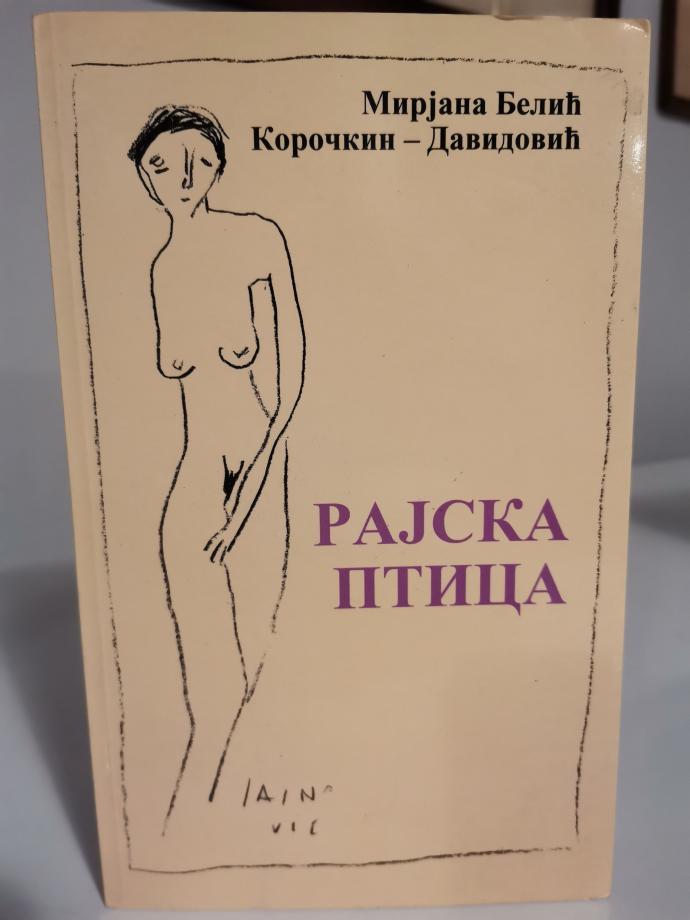 Мирјана Белић
Корочкин – Давидовић
РАЈСКА
ПТИЦА